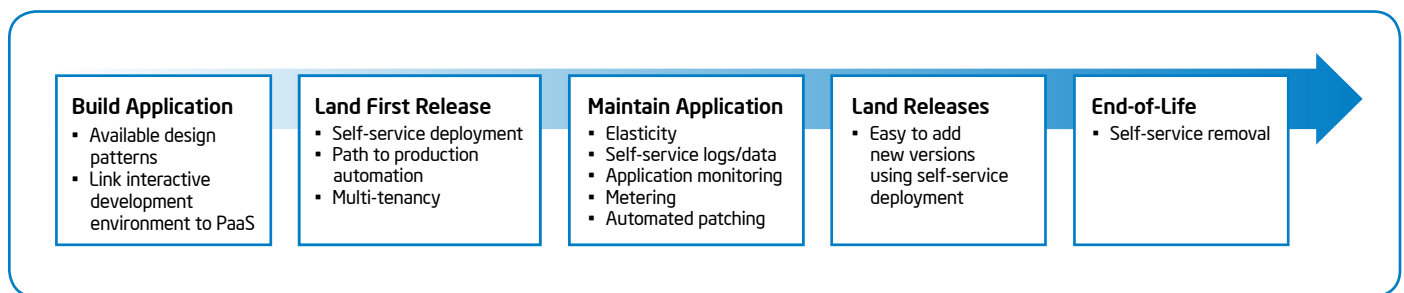 Build Application
▪ Available design
patterns
▪ Link interactive
development
environment to PaaS
Land First Release
▪ Self-service deployment
▪ Path to production
automation
▪ Multi-tenancy
Maintain Application
▪ Elasticity
▪ Self-service logs/data
▪ Application monitoring
▪ Metering
▪ Automated patching
Land Releases
▪ Easy to add
new versions
using self-service
deployment
End-of-Life
▪ Self-service removal